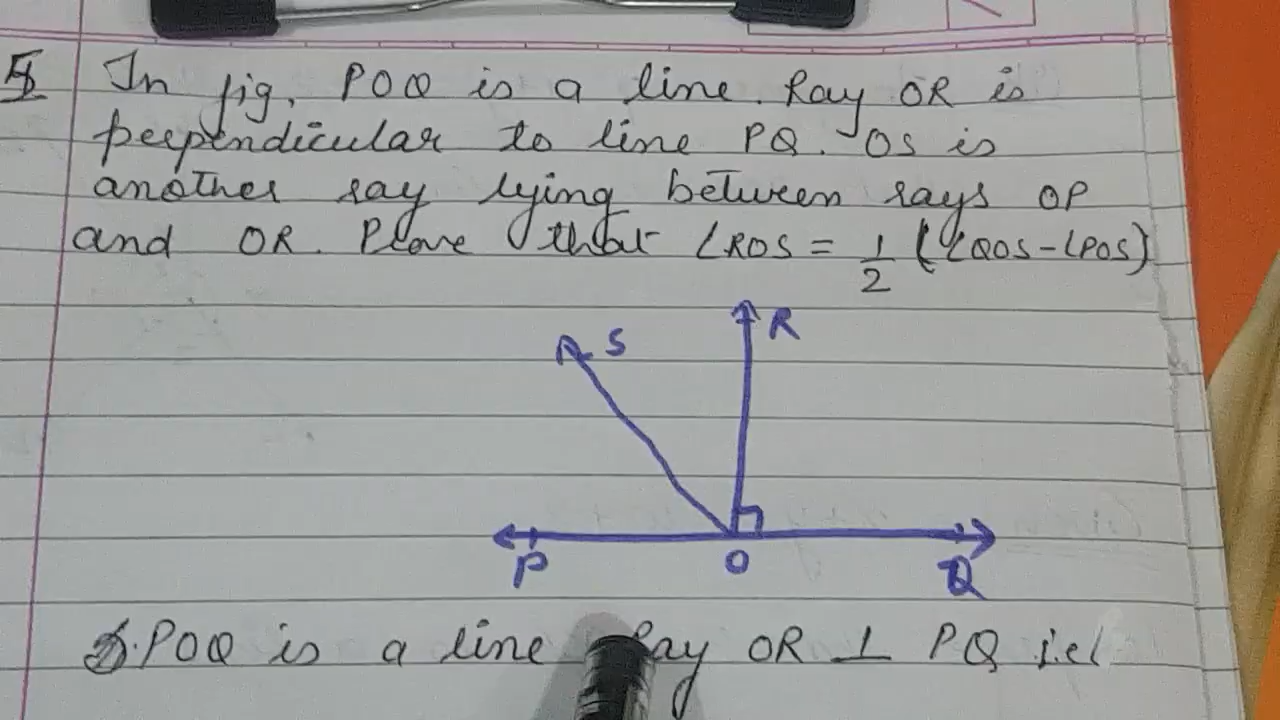 5
In fig, POQ is a line. Ray OR is
perpendicular to line PQ. OS is
another ray lying between rays OP
and OR. Prove that ∠ROS = 1/2 (∠QOS-∠POS)
S R
P O Q
POQ is a line Ray OR ⊥ PQ i.e